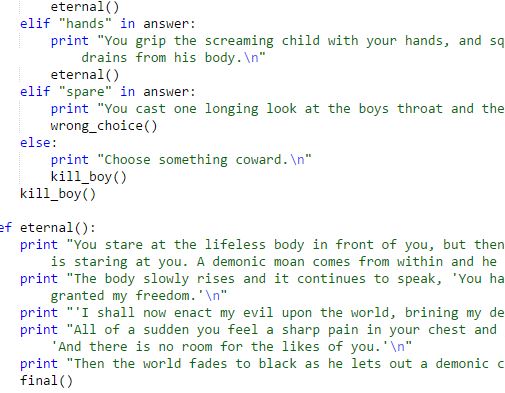 eternal()
elif "hands" in answer:
print "You grip the screaming child with your hands, and sq
drains from his body.\n"
eternal()
elif "spare" in answer:
print "You cast one longing look at the boys throat and the
wrong_choice()
else:
print "Choose something coward.\n"
kill_boy()
kill_boy()
ef eternal():
print "You stare at the lifeless body in front of you, but then
is staring at you. A demonic moan comes from within and he
print "The body slowly rises and it continues to speak, 'You ha
granted my freedom.'\n"
print "'I shall now enact my evil upon the world, brining my de
print "All of a sudden you feel a sharp pain in your chest and
'And there is no room for the likes of you.'\n"
print "Then the world fades to black as he lets out a demonic c
final()